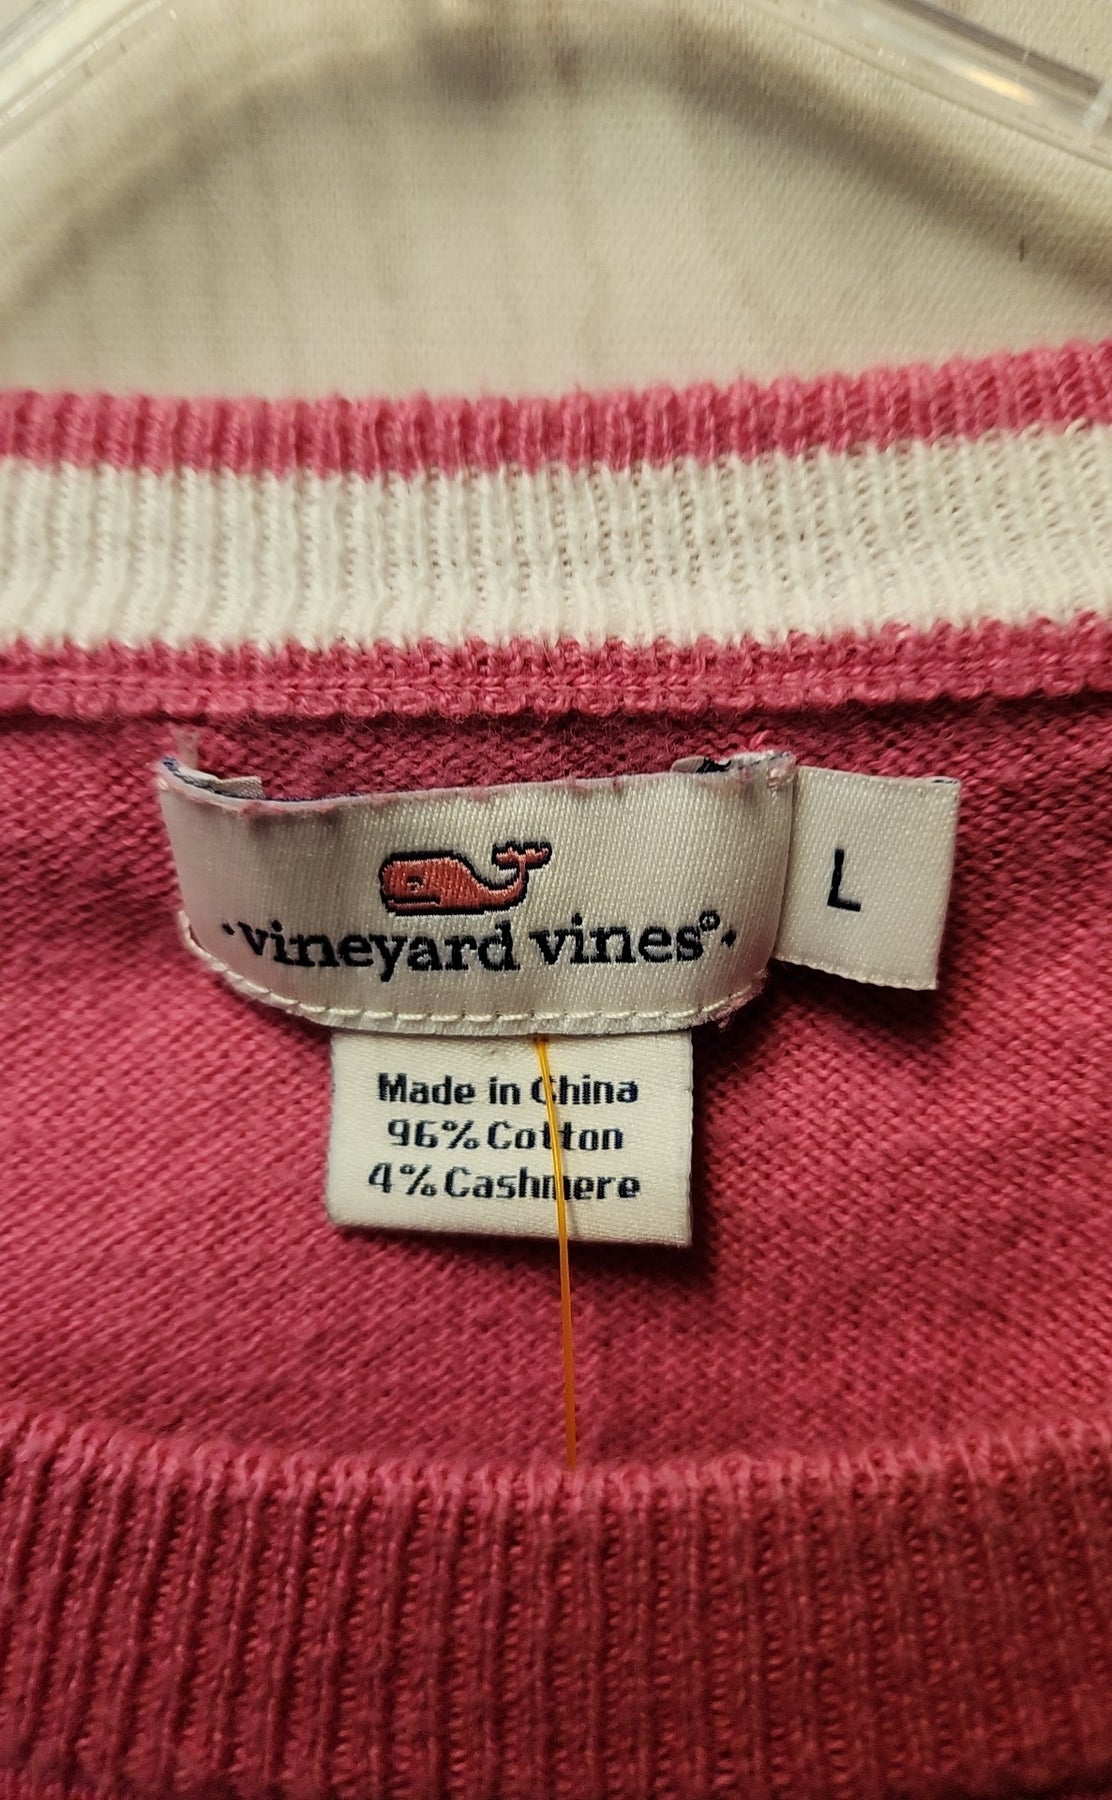 ·vineyard vines®·
L
Made in China
96% Cotton
4% Cashmere